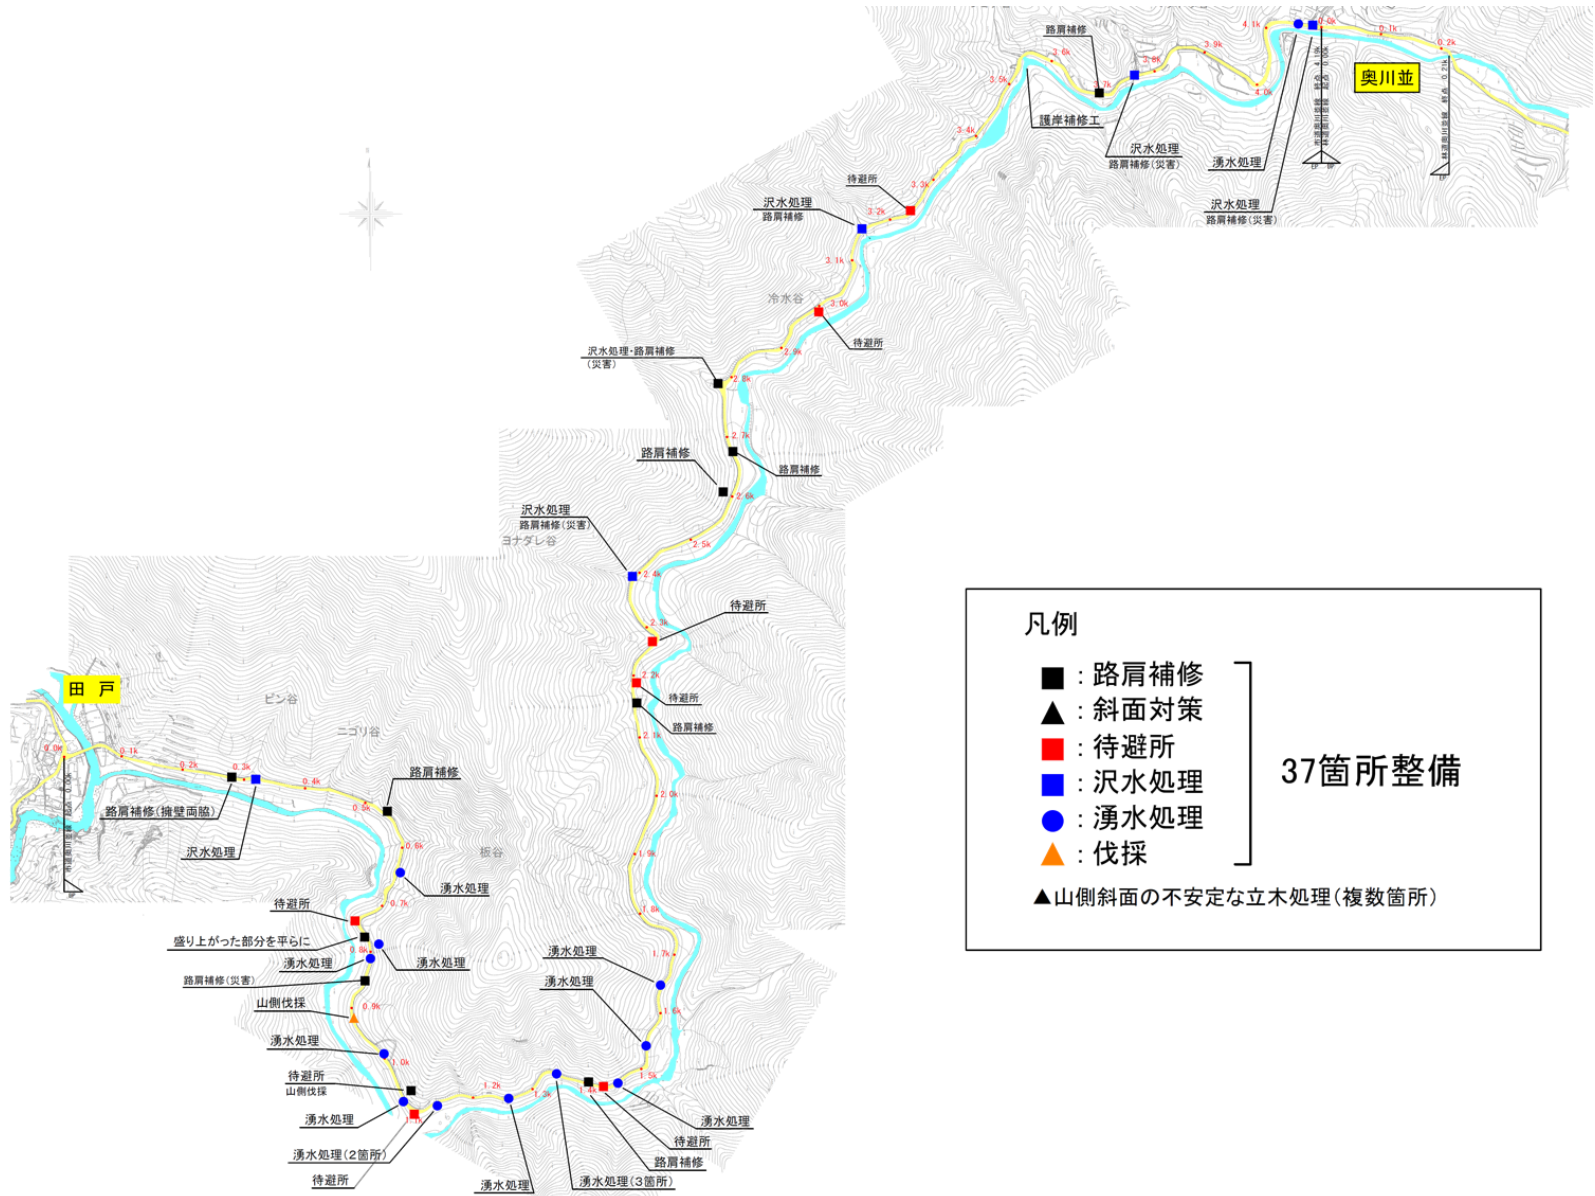 路肩補修
4.1k
0.0k
0.1k
0.2k
3.9k
3.6k
3.8k
3.5k
3.7k
4.0k
奥川並
護岸補修工
3.4k
沢水処理
路肩補修(災害)
湧水処理
沢水処理
路肩補修(災害)
待避所
3.3k
沢水処理
路肩補修
3.2k
3.1k
冷水谷
3.0k
待避所
沢水処理・路肩補修
(災害)
2.9k
2.8k
2.7k
路肩補修
路肩補修
2.6k
沢水処理
路肩補修(災害)
ヨナダレ谷
2.5k
2.4k
待避所
2.3k
2.2k
待避所
路肩補修
2.1k
2.0k
1.9k
1.8k
1.7k
田 戸
ビン谷
ニゴリ谷
0.0k
0.1k
0.2k
0.3k
0.4k
0.5k
路肩補修
路肩補修(擁壁両脇)
沢水処理
0.6k
板谷
湧水処理
待避所
0.7k
盛り上がった部分を平らに
0.8k
湧水処理
湧水処理
路肩補修(災害)
山側伐採
0.9k
湧水処理
1.0k
待避所
山側伐採
湧水処理
1.1k
湧水処理(2箇所)
待避所
1.2k
1.3k
湧水処理
湧水処理(3箇所)
1.4k
路肩補修
待避所
湧水処理
1.5k
1.6k
湧水処理
湧水処理
凡例
■:路肩補修
▲:斜面対策
■:待避所
■:沢水処理
●:湧水処理
▲:伐採
37箇所整備
▲山側斜面の不安定な立木処理(複数箇所)